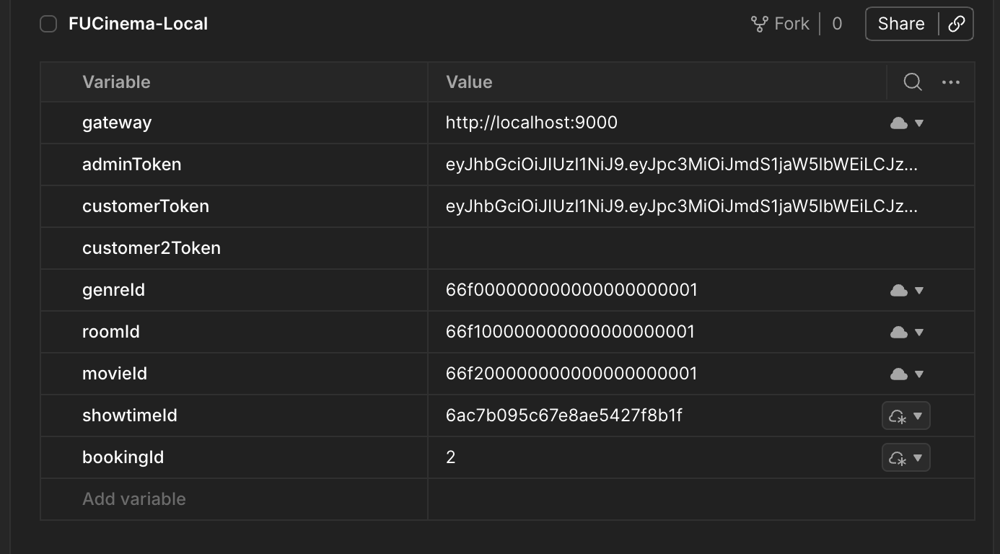 FUCinema-Local
Fork 0 Share
Variable Value
gateway http://localhost:9000
adminToken eyJhbGciOiJIUzI1NiJ9.eyJpc3MiOiJmdS1jaW5lbWEiLCJz...
customerToken eyJhbGciOiJIUzI1NiJ9.eyJpc3MiOiJmdS1jaW5lbWEiLCJz...
customer2Token
genreId 66f000000000000000000001
roomId 66f100000000000000000001
movieId 66f200000000000000000001
showtimeId 6ac7b095c67e8ae5427f8b1f
bookingId 2
Add variable